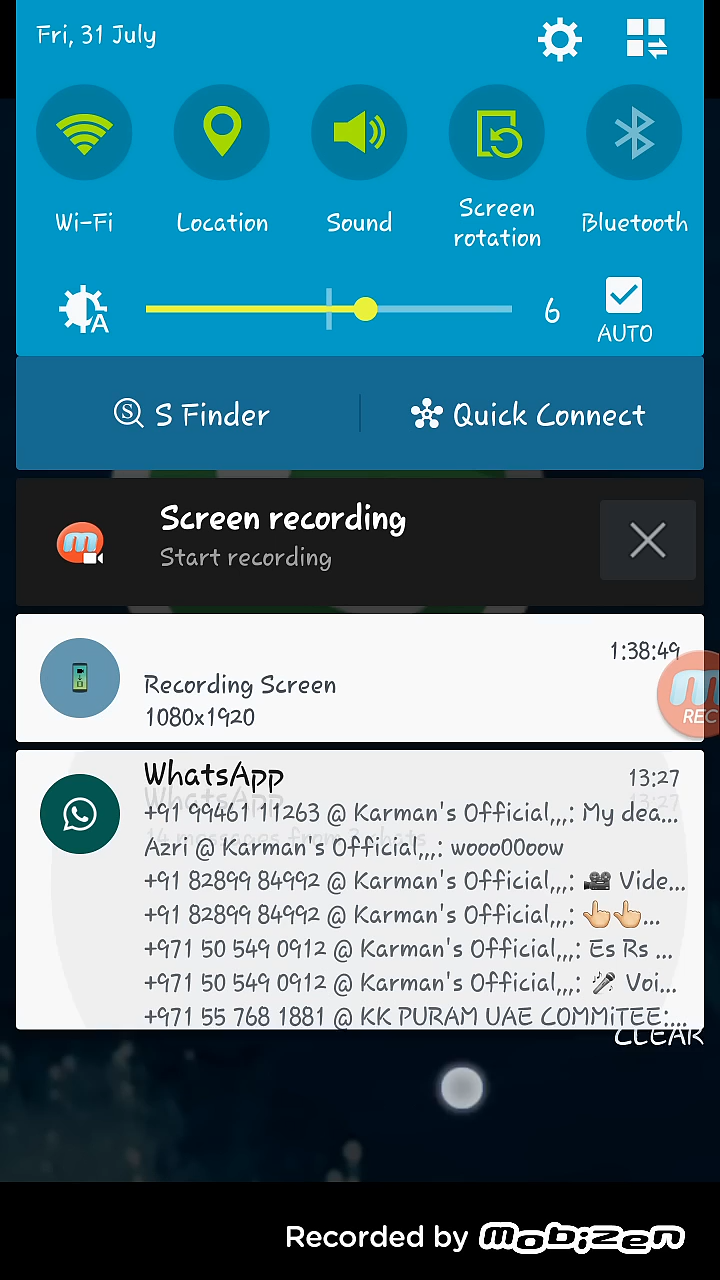 Fri, 31 July
Wi-Fi
Location
Sound
Screen
rotation
Bluetooth
A
6
AUTO
S Finder
Quick Connect
Screen recording
Start recording
1:38:49
Recording Screen
1080x1920
REC
WhatsApp
13:27
+91 99461 11263 @ Karman's Official,,,: My dea...
Azri @ Karman's Official,,,: wooo00oow
+91 82899 84992 @ Karman's Official,,,: 🎥 Vide...
+91 82899 84992 @ Karman's Official,,,: 👆👆...
+971 50 549 0912 @ Karman's Official,,,: Es Rs ...
+971 50 549 0912 @ Karman's Official,,,: 🎤 Voi...
+971 55 768 1881 @ KK PURAM UAE COMMiTEE:...
CLEAR
Recorded by mobizen